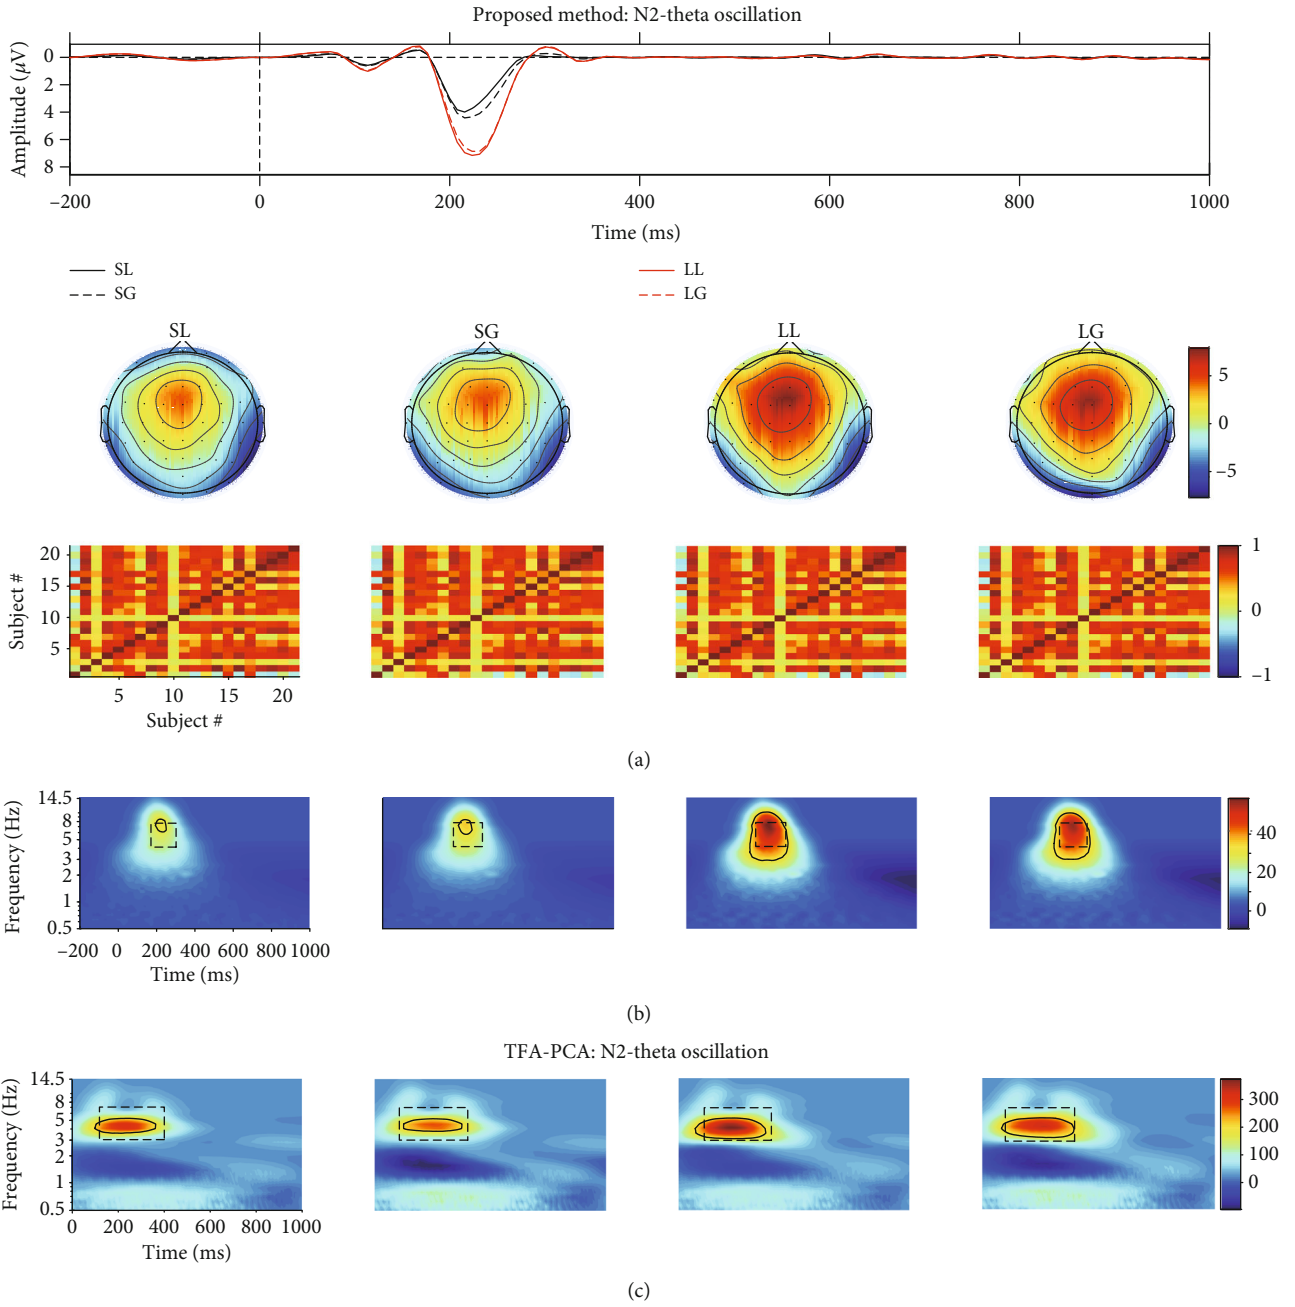 Proposed method: N2-theta oscillation
Amplitude (μV)
0
2
4
6
8
−200 0 200 400 600 800 1000
Time (ms)
SL LL
SG LG
SL SG LL LG
5
0
−5
Subject #
20
15
10
5
5 10 15 20
Subject #
1
0
−1
(a)
Frequency (Hz)
14.5
8
5
3
2
1
0.5
−200 0 200 400 600 800 1000
Time (ms)
40
20
0
(b)
TFA-PCA: N2-theta oscillation
Frequency (Hz)
14.5
8
5
3
2
1
0.5
0 200 400 600 800 1000
Time (ms)
300
200
100
0
(c)